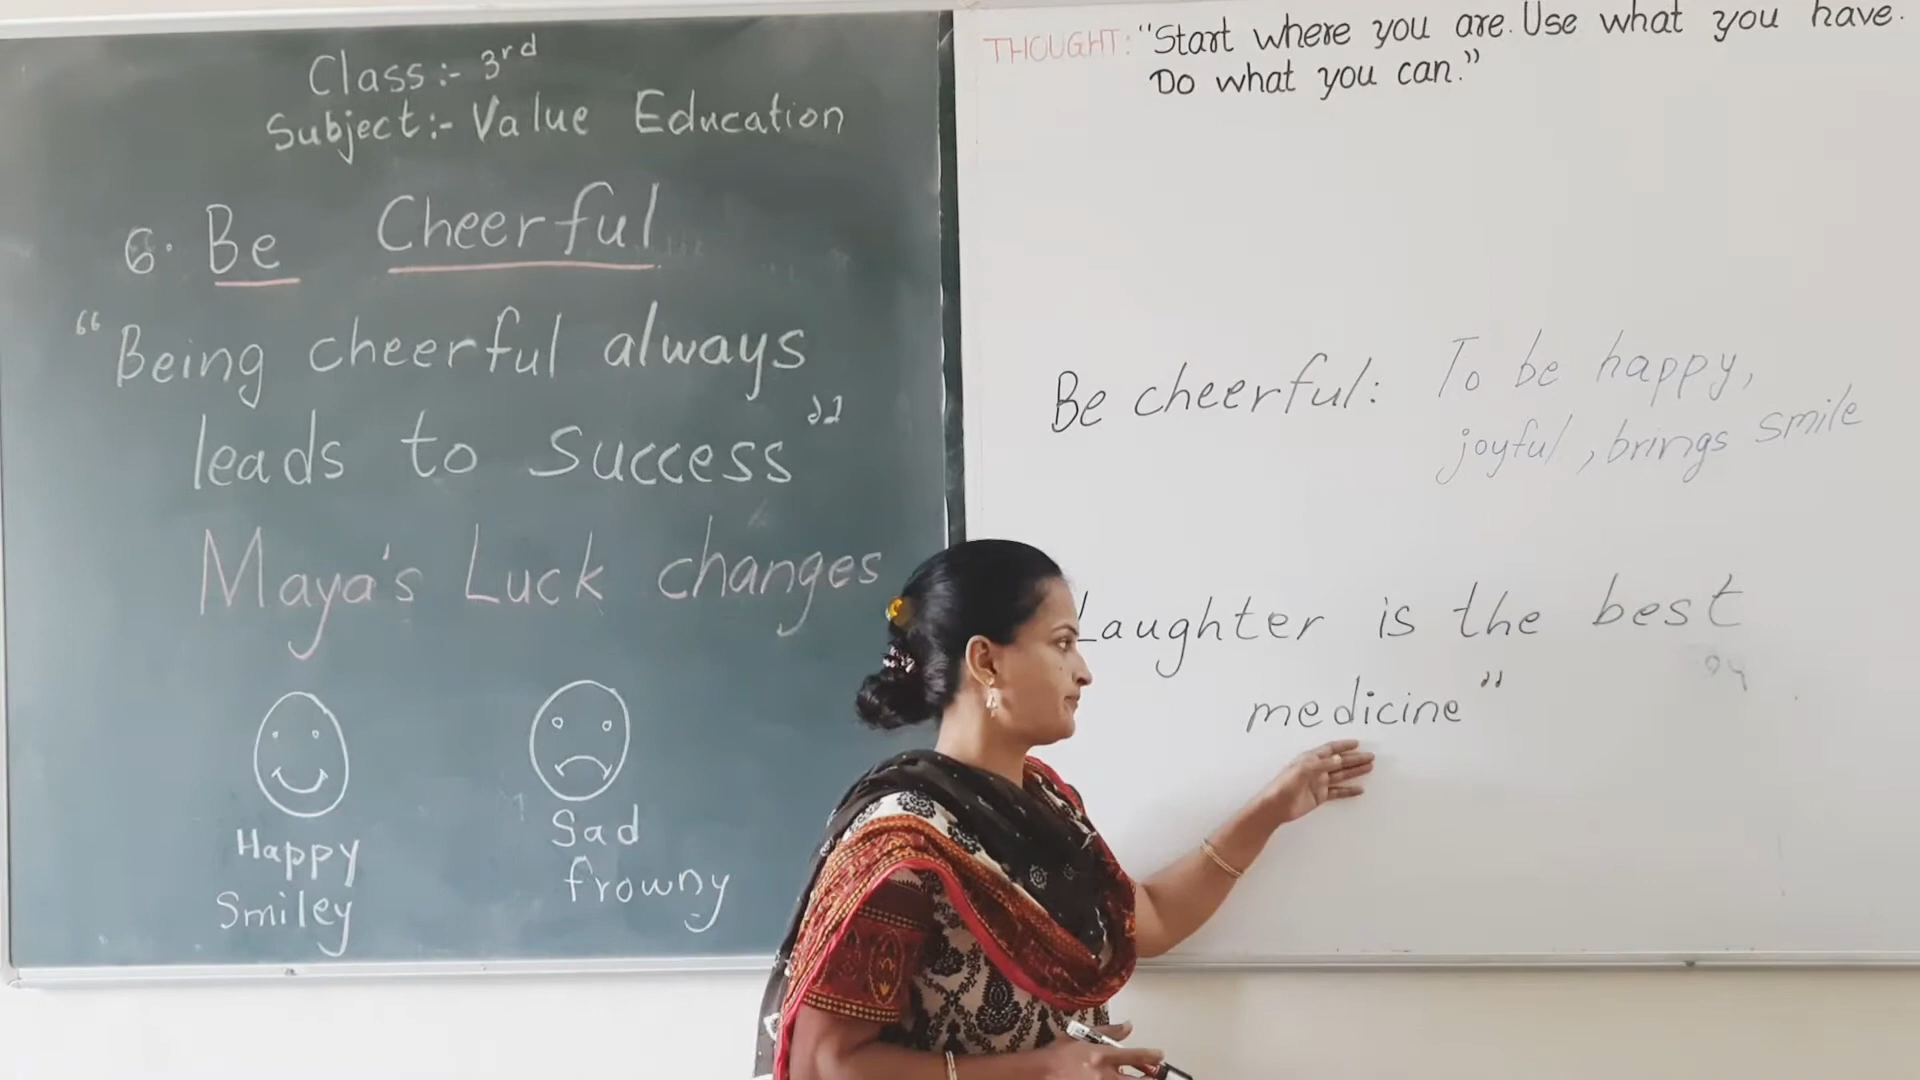 Class:- 3rd
Subject:- Value Education
6. Be Cheerful
“Being cheerful always
leads to success”
Maya's Luck changes
Happy
Smiley
Sad
frowny
THOUGHT: “Start where you are. Use what you have.
Do what you can.”
Be cheerful: To be happy,
joyful, brings smile
Laughter is the best
medicine”